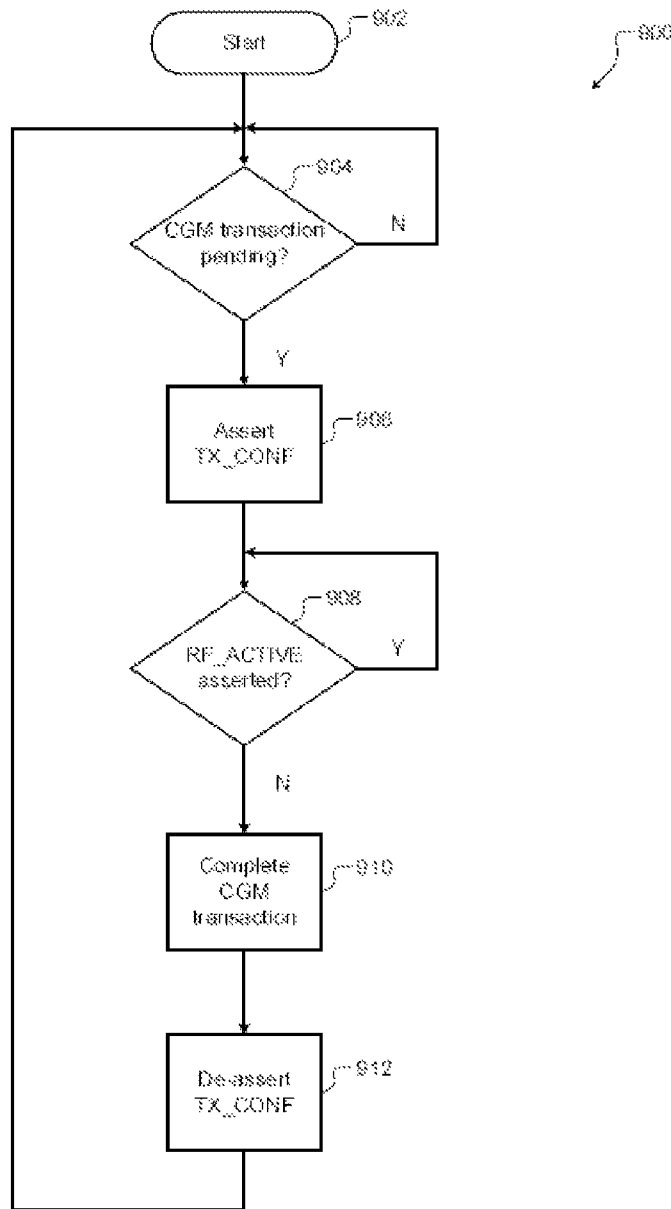 Start
902
900
904
CGM transaction
pending?
N
Y
906
Assert
TX_CONF
908
RF_ACTIVE
asserted?
Y
N
Complete
CGM
transaction
910
De-assert
TX_CONF
912